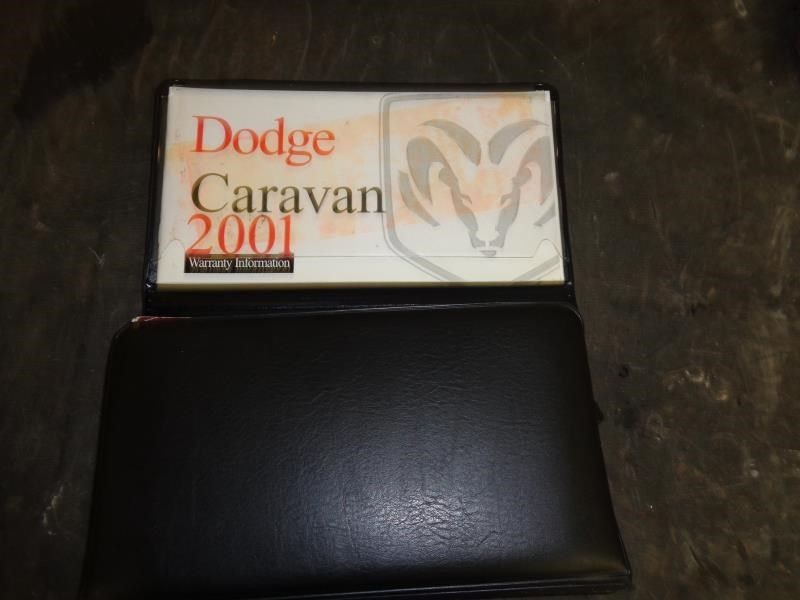 Dodge
Caravan
2001
Warranty Information